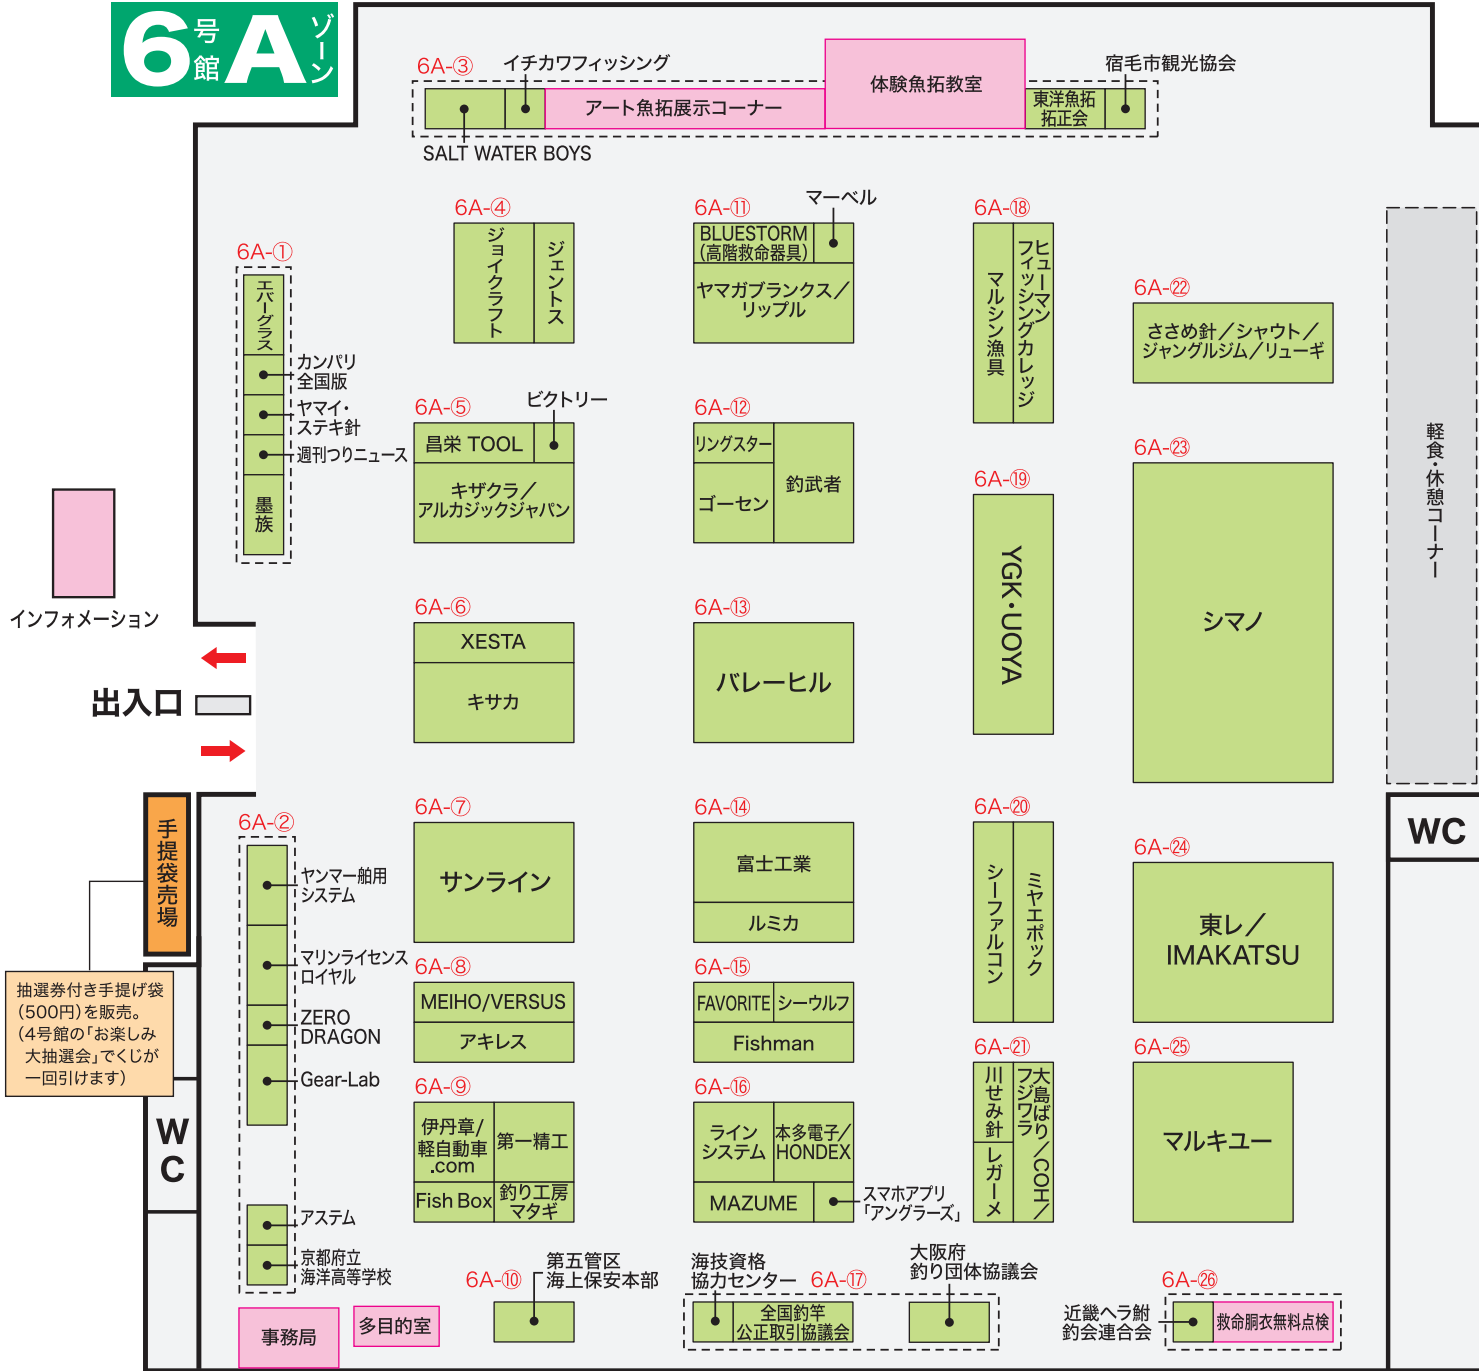 6号館Aゾーン
6A-③
イチカワフィッシング
アート魚拓展示コーナー
体験魚拓教室
東洋魚拓
拓正会
宿毛市観光協会
SALT WATER BOYS
6A-①
エバーグラス
カンパリ
全国版
ヤマイ・
ステキ針
週刊つりニュース
墨族
6A-④
ジョイクラフト
ジェントス
6A-⑪
マーベル
BLUESTORM
(高階救命器具)
ヤマガブランクス／
リップル
6A-⑱
マルシン漁具
ヒューマン
フィッシングカレッジ
6A-㉒
ささめ針／シャウト／
ジャングルジム／リューギ
6A-⑤
ビクトリー
昌栄 TOOL
キザクラ／
アルカジックジャパン
6A-⑫
リングスター
ゴーセン
釣武者
6A-⑲
YGK・UOYA
6A-㉓
シマノ
軽食・休憩コーナー
インフォメーション
出入口
6A-⑥
XESTA
キサカ
6A-⑬
バレーヒル
手提袋売場
抽選券付き手提げ袋
(500円)を販売。
(4号館の「お楽しみ
大抽選会」でくじが
一回引けます)
WC
6A-②
ヤンマー舶用
システム
マリンライセンス
ロイヤル
ZERO
DRAGON
Gear-Lab
アステム
京都府立
海洋高等学校
6A-⑦
サンライン
6A-⑭
富士工業
ルミカ
6A-⑳
シーファルコン
ミヤエポック
6A-㉔
東レ／
IMAKATSU
WC
6A-⑧
MEIHO/VERSUS
アキレス
6A-⑮
FAVORITE
シーウルフ
Fishman
6A-㉑
川せみ針
レガーメ
大島ばり／COH／
フジワラ
6A-㉕
マルキユー
6A-⑨
伊丹章/
軽自動車
.com
第一精工
Fish Box
釣り工房
マタギ
6A-⑯
ライン
システム
本多電子/
HONDEX
MAZUME
スマホアプリ
「アングラーズ」
事務局
多目的室
6A-⑩
第五管区
海上保安本部
6A-⑰
海技資格
協力センター
全国釣竿
公正取引協議会
大阪府
釣り団体協議会
6A-㉖
近畿ヘラ鮒
釣会連合会
救命胴衣無料点検